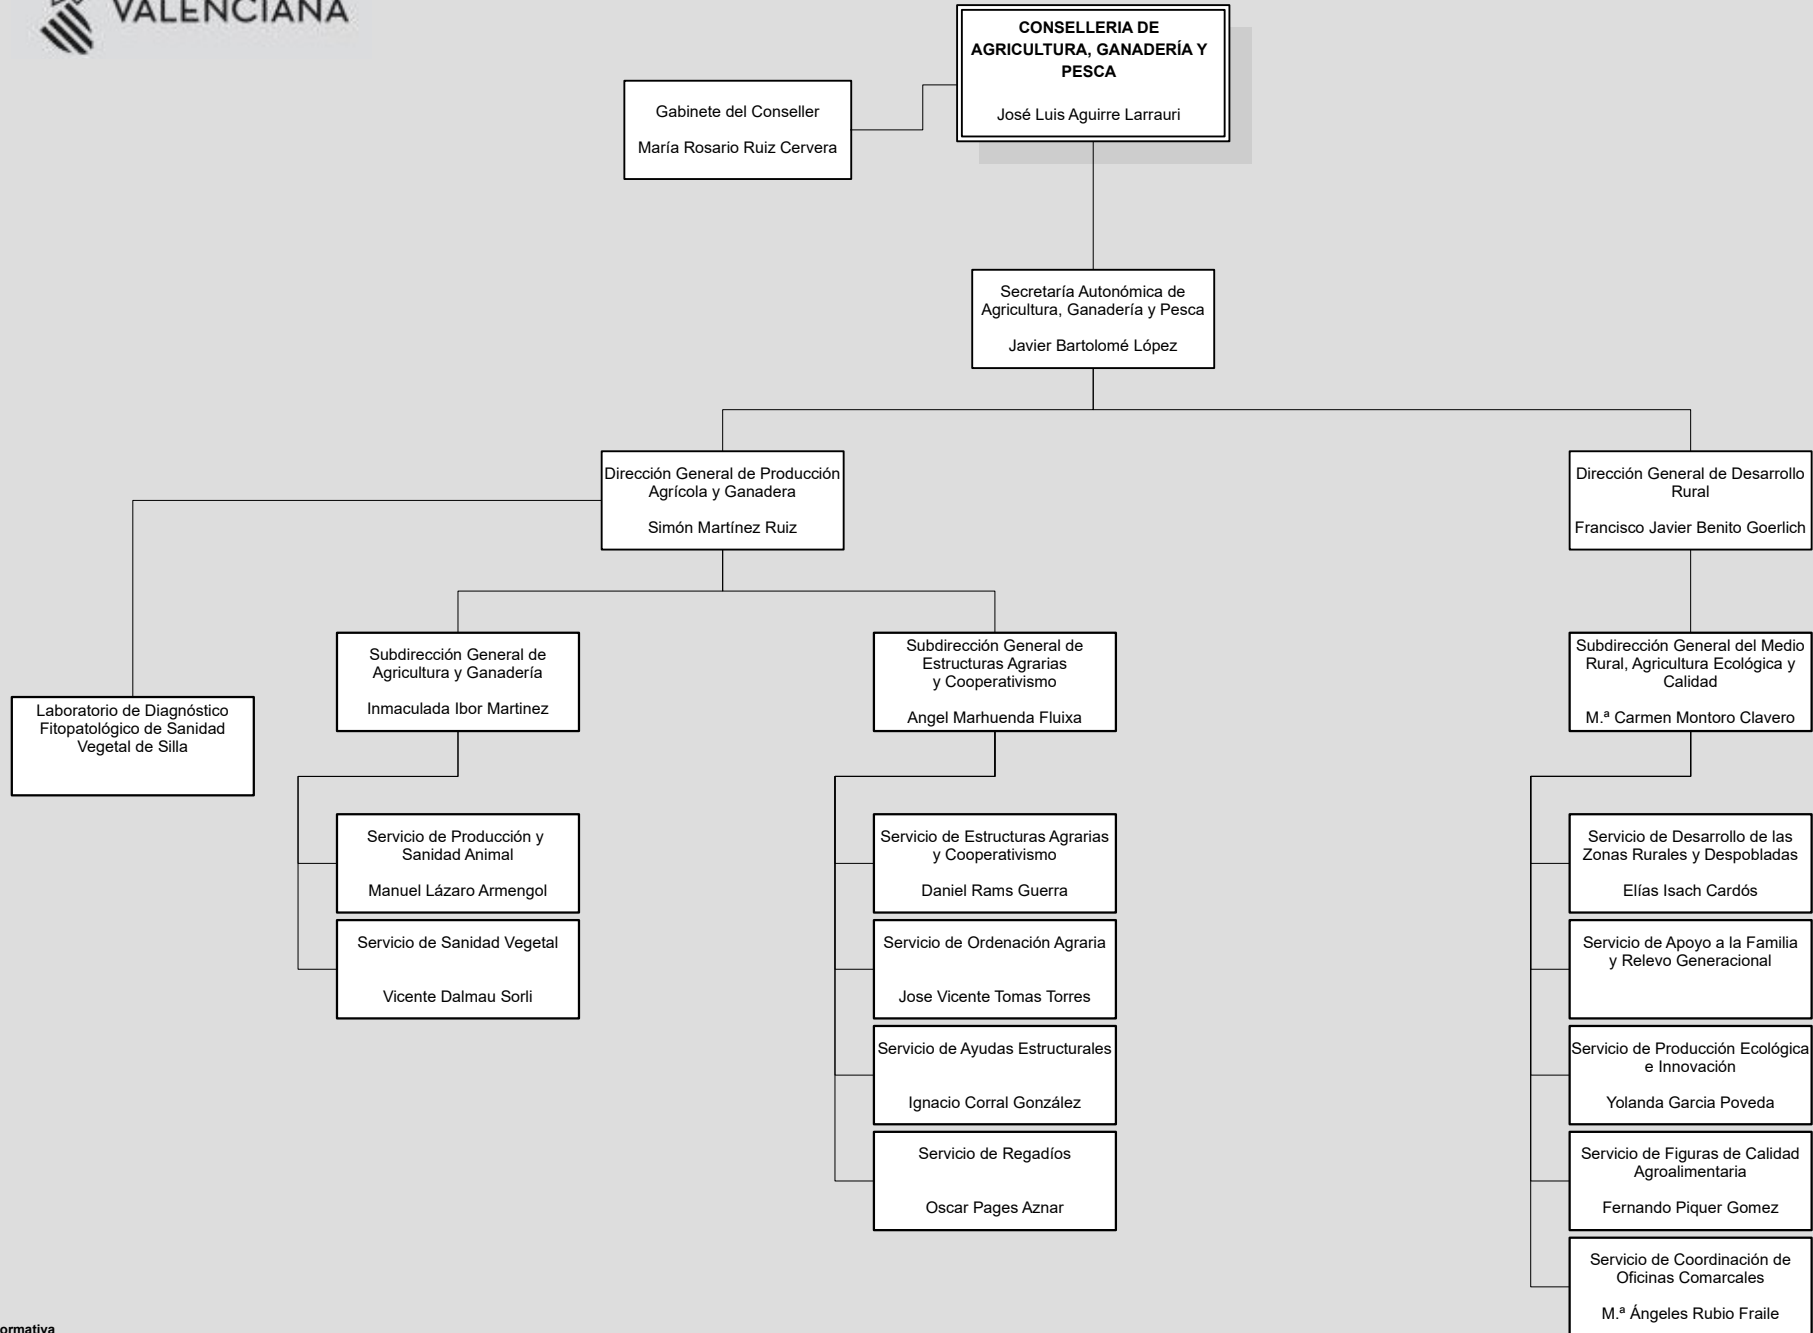 VALENCIANA
CONSELLERIA DE
AGRICULTURA, GANADERÍA Y
PESCA
José Luis Aguirre Larrauri
Gabinete del Conseller
María Rosario Ruiz Cervera
Secretaría Autonómica de
Agricultura, Ganadería y Pesca
Javier Bartolomé López
Dirección General de Producción
Agrícola y Ganadera
Simón Martínez Ruiz
Dirección General de Desarrollo
Rural
Francisco Javier Benito Goerlich
Laboratorio de Diagnóstico
Fitopatológico de Sanidad
Vegetal de Silla
Subdirección General de
Agricultura y Ganadería
Inmaculada Ibor Martinez
Subdirección General de
Estructuras Agrarias
y Cooperativismo
Angel Marhuenda Fluixa
Subdirección General del Medio
Rural, Agricultura Ecológica y
Calidad
M.ª Carmen Montoro Clavero
Servicio de Producción y
Sanidad Animal
Manuel Lázaro Armengol
Servicio de Sanidad Vegetal
Vicente Dalmau Sorli
Servicio de Estructuras Agrarias
y Cooperativismo
Daniel Rams Guerra
Servicio de Ordenación Agraria
Jose Vicente Tomas Torres
Servicio de Ayudas Estructurales
Ignacio Corral González
Servicio de Regadíos
Oscar Pages Aznar
Servicio de Desarrollo de las
Zonas Rurales y Despobladas
Elías Isach Cardós
Servicio de Apoyo a la Familia
y Relevo Generacional
Servicio de Producción Ecológica
e Innovación
Yolanda Garcia Poveda
Servicio de Figuras de Calidad
Agroalimentaria
Fernando Piquer Gomez
Servicio de Coordinación de
Oficinas Comarcales
M.ª Ángeles Rubio Fraile